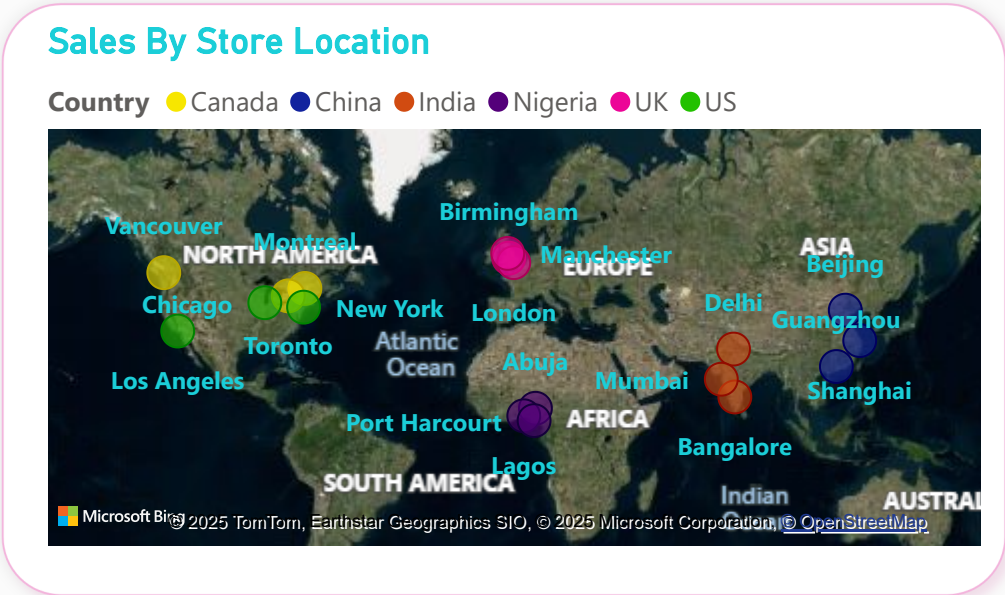 Sales By Store Location
Country Canada China India Nigeria UK US
Birmingham
Vancouver
Montreal
NORTH AMERICA
Manchester
EUROPE
ASIA
Beijing
Chicago
New York
London
Delhi
Guangzhou
Toronto
Atlantic
Ocean
Abuja
Los Angeles
Mumbai
Shanghai
Port Harcourt
AFRICA
Bangalore
Lagos
SOUTH AMERICA
Indian
Ocean
AUSTRAL
Microsoft Bing
© 2025 TomTom, Earthstar Geographics SIO, © 2025 Microsoft Corporation, © OpenStreetMap